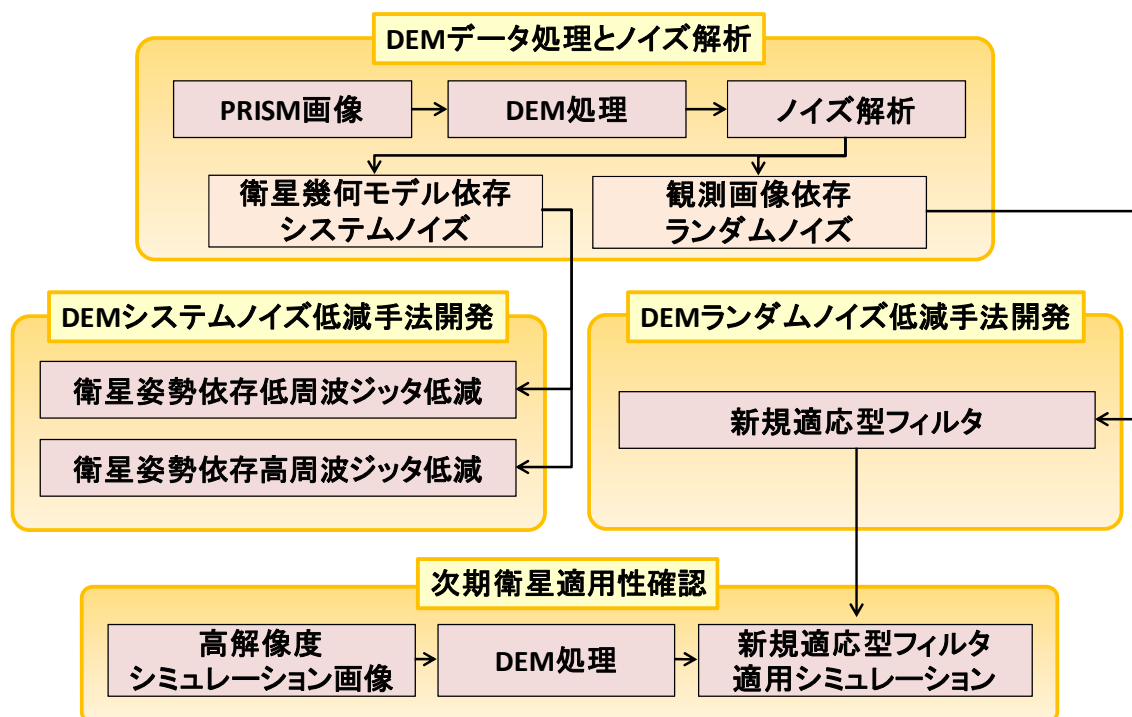 DEMデータ処理とノイズ解析
PRISM画像
DEM処理
ノイズ解析
衛星幾何モデル依存
システムノイズ
観測画像依存
ランダムノイズ
DEMシステムノイズ低減手法開発
衛星姿勢依存低周波ジッタ低減
衛星姿勢依存高周波ジッタ低減
DEMランダムノイズ低減手法開発
新規適応型フィルタ
次期衛星適用性確認
高解像度
シミュレーション画像
DEM処理
新規適応型フィルタ
適用シミュレーション